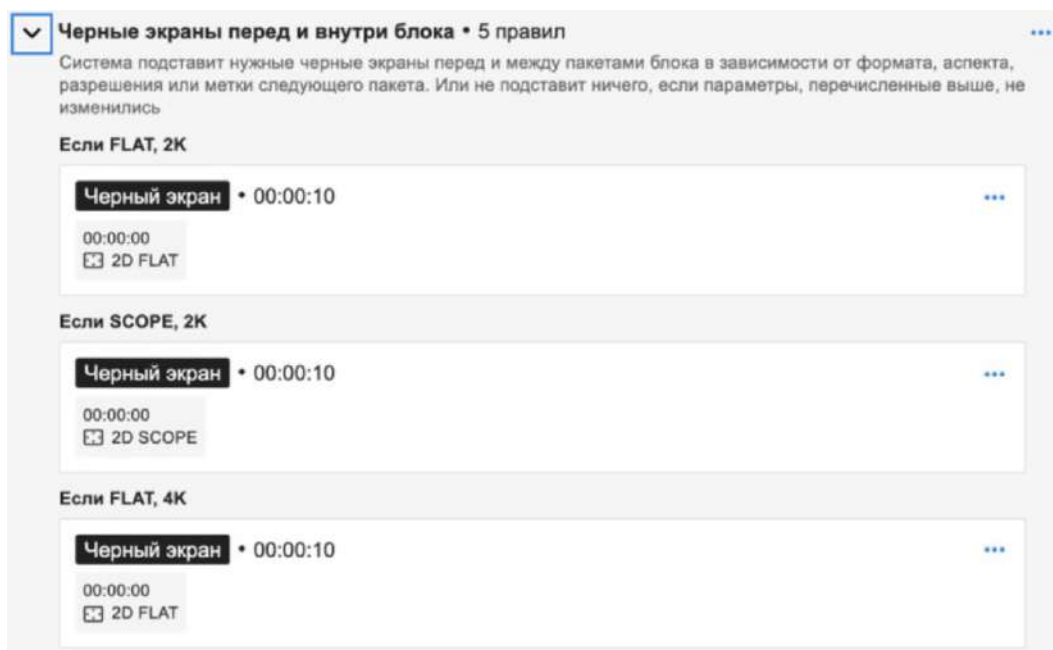 Черные экраны перед и внутри блока • 5 правил
Система подставит нужные черные экраны перед и между пакетами блока в зависимости от формата, аспекта,
разрешения или метки следующего пакета. Или не подставит ничего, если параметры, перечисленные выше, не
изменились
Если FLAT, 2K
Черный экран • 00:00:10
00:00:00
2D FLAT
Если SCOPE, 2K
Черный экран • 00:00:10
00:00:00
2D SCOPE
Если FLAT, 4K
Черный экран • 00:00:10
00:00:00
2D FLAT